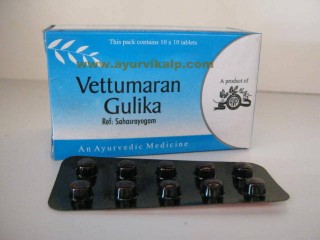 This pack contains 10 x 10 tablets
www.ayurvikalp.com
Vettumaran
Gulika
Ref: Sahasrayogam
A product of
An Ayurvedic Medicine